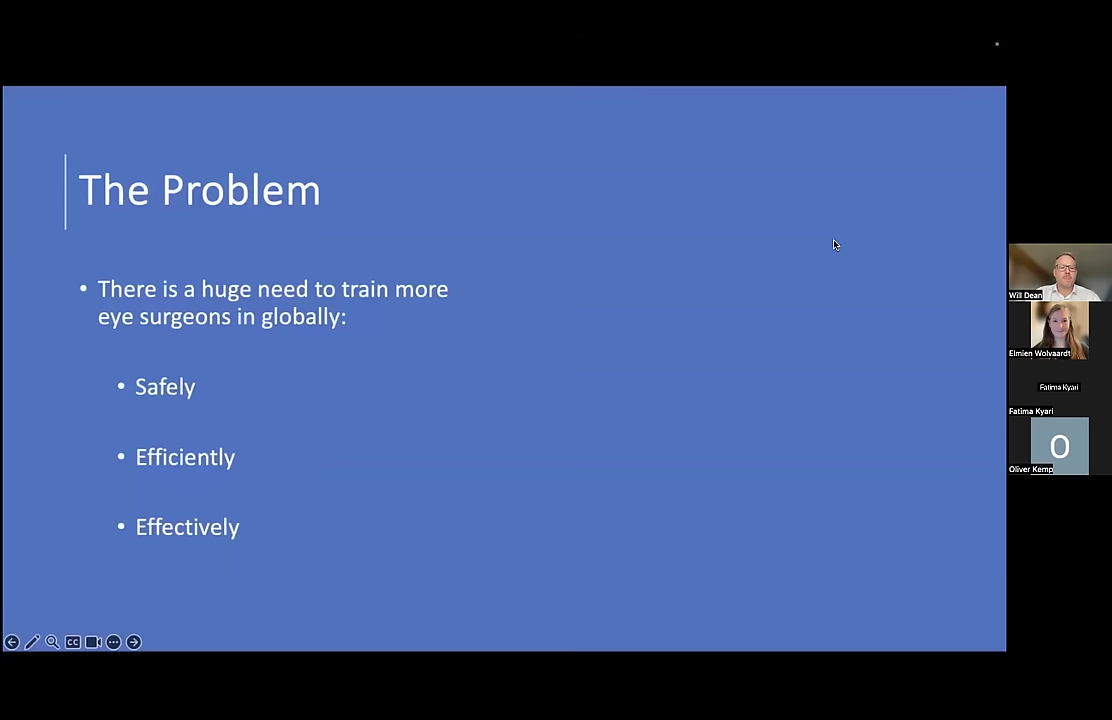 The Problem
• There is a huge need to train more
eye surgeons in globally:
• Safely
• Efficiently
• Effectively
CC
Will Dean
Elmien Wolvaardt
Fatima Kyari
Fatima Kyari
O
Oliver Kemp